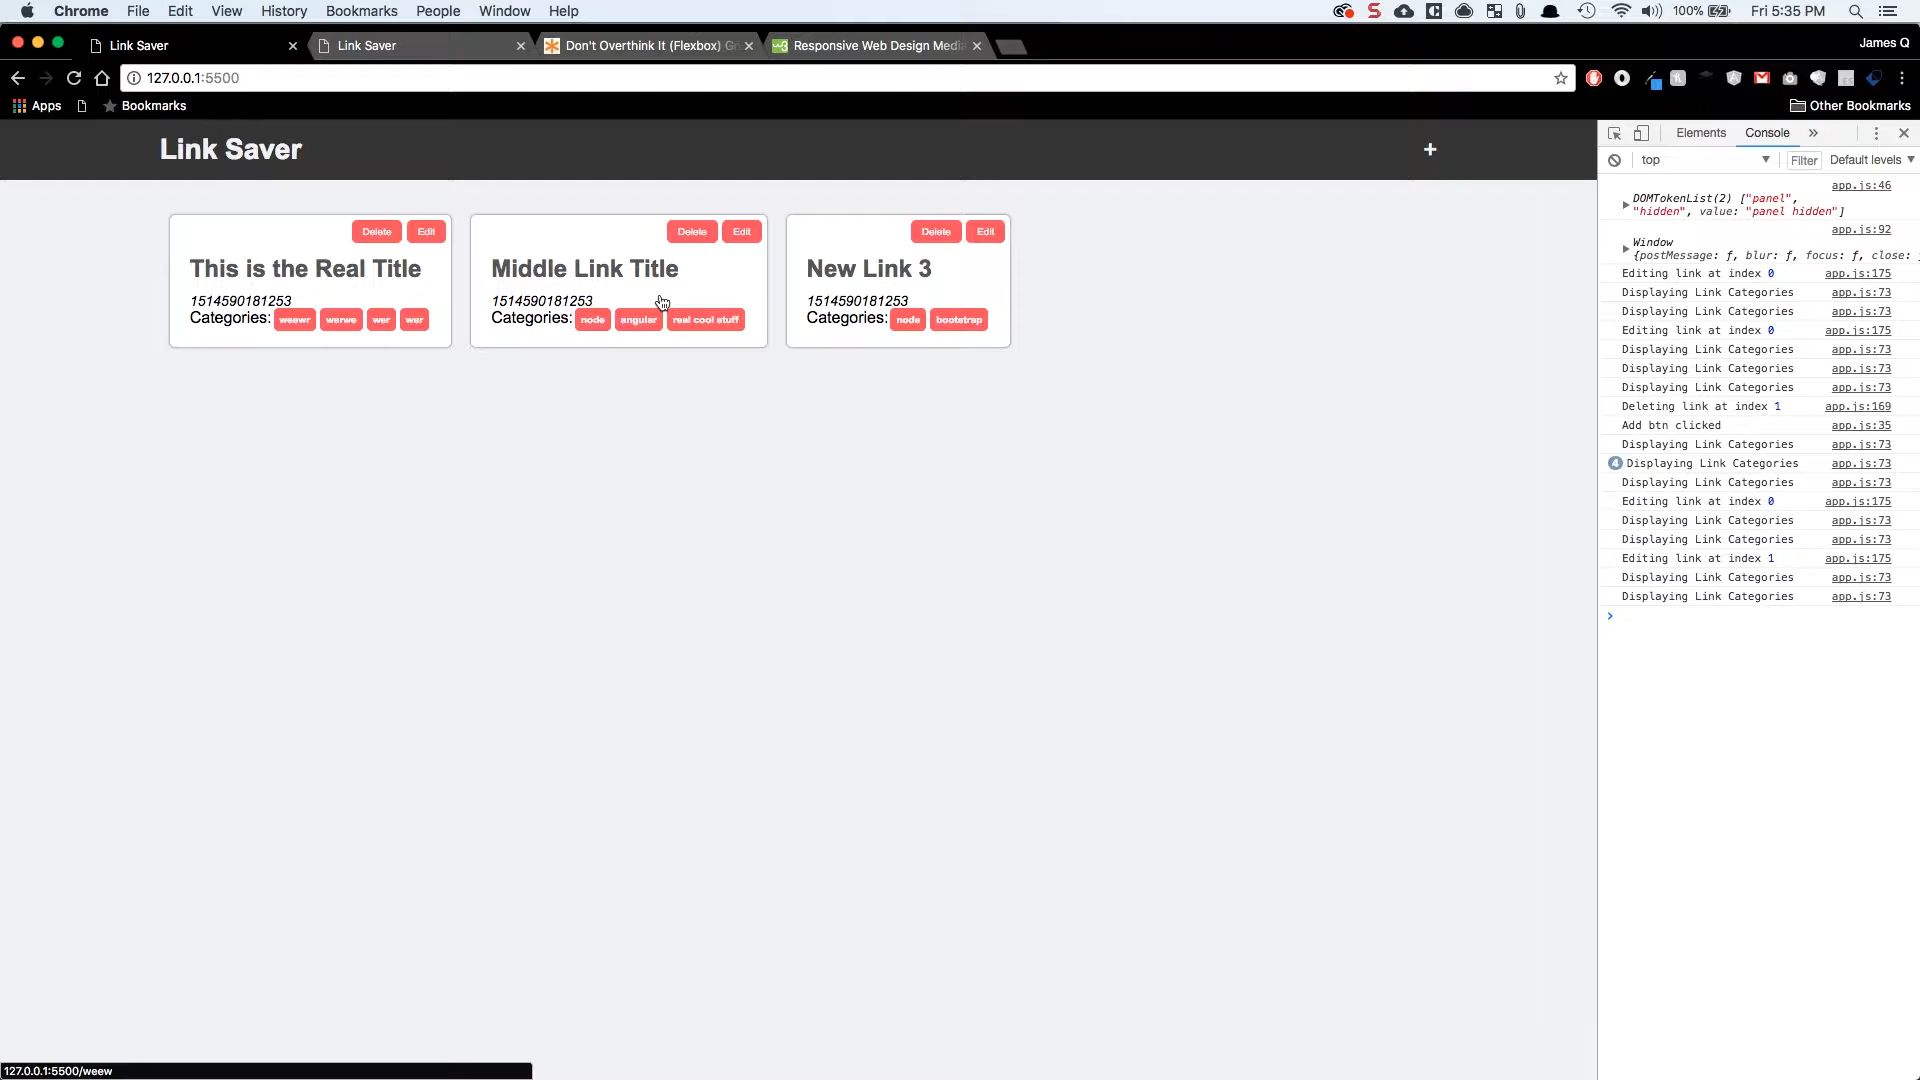 Chrome File Edit View History Bookmarks People Window Help 100% Fri 5:35 PM
Link Saver Link Saver Don't Overthink It (Flexbox) Gr Responsive Web Design Media James Q
127.0.0.1:5500
Apps Bookmarks Other Bookmarks
Link Saver +
Delete Edit
This is the Real Title
1514590181253
Categories: weewr werwe wer wer
Delete Edit
Middle Link Title
1514590181253
Categories: node angular real cool stuff
Delete Edit
New Link 3
1514590181253
Categories: node bootstrap
Elements Console »
top Filter Default levels
app.js:46
DOMTokenList(2) ["panel",
"hidden", value: "panel hidden"]
app.js:92
Window
{postMessage: ƒ, blur: ƒ, focus: ƒ, close:
Editing link at index 0 app.js:175
Displaying Link Categories app.js:73
Displaying Link Categories app.js:73
Editing link at index 0 app.js:175
Displaying Link Categories app.js:73
Displaying Link Categories app.js:73
Displaying Link Categories app.js:73
Deleting link at index 1 app.js:169
Add btn clicked app.js:35
Displaying Link Categories app.js:73
4 Displaying Link Categories app.js:73
Displaying Link Categories app.js:73
Editing link at index 0 app.js:175
Displaying Link Categories app.js:73
Displaying Link Categories app.js:73
Editing link at index 1 app.js:175
Displaying Link Categories app.js:73
Displaying Link Categories app.js:73
127.0.0.1:5500/weew